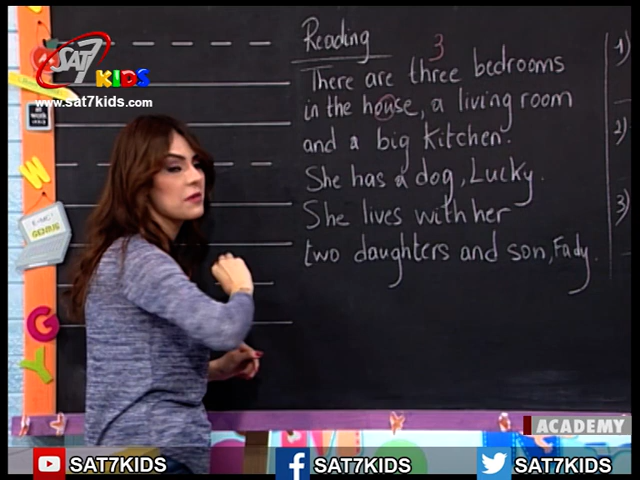 SAT7
KIDS
www.sat7kids.com
Reading
3
There are three bedrooms
in the house, a living room
and a big kitchen.
She has a dog, Lucky.
She lives with her
two daughters and son, Fady.
1)
2)
3)
W
G
Y
ACADEMY
SAT7KIDS
SAT7KIDS
SAT7KIDS